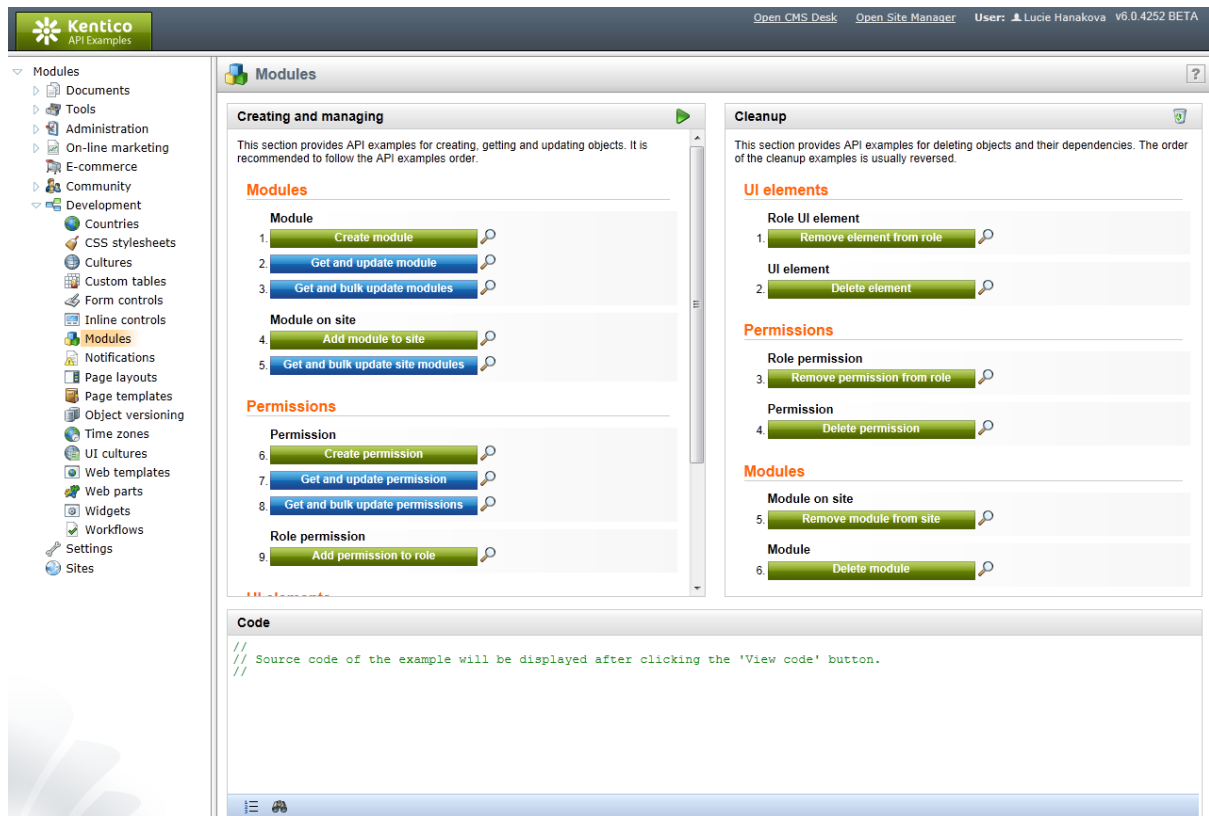 Kentico
API Examples
Open CMS Desk Open Site Manager User: Lucie Hanakova v6.0.4252 BETA
Modules
Documents
Tools
Administration
On-line marketing
E-commerce
Community
Development
Countries
CSS stylesheets
Cultures
Custom tables
Form controls
Inline controls
Modules
Notifications
Page layouts
Page templates
Object versioning
Time zones
UI cultures
Web templates
Web parts
Widgets
Workflows
Settings
Sites
Modules
?
Creating and managing
This section provides API examples for creating, getting and updating objects. It is
recommended to follow the API examples order.
Modules
Module
1. Create module
2. Get and update module
3. Get and bulk update modules
Module on site
4. Add module to site
5. Get and bulk update site modules
Permissions
Permission
6. Create permission
7. Get and update permission
8. Get and bulk update permissions
Role permission
9. Add permission to role
UI elements
Cleanup
This section provides API examples for deleting objects and their dependencies. The order
of the cleanup examples is usually reversed.
UI elements
Role UI element
1. Remove element from role
UI element
2. Delete element
Permissions
Role permission
3. Remove permission from role
Permission
4. Delete permission
Modules
Module on site
5. Remove module from site
Module
6. Delete module
Code
//
// Source code of the example will be displayed after clicking the 'View code' button.
//